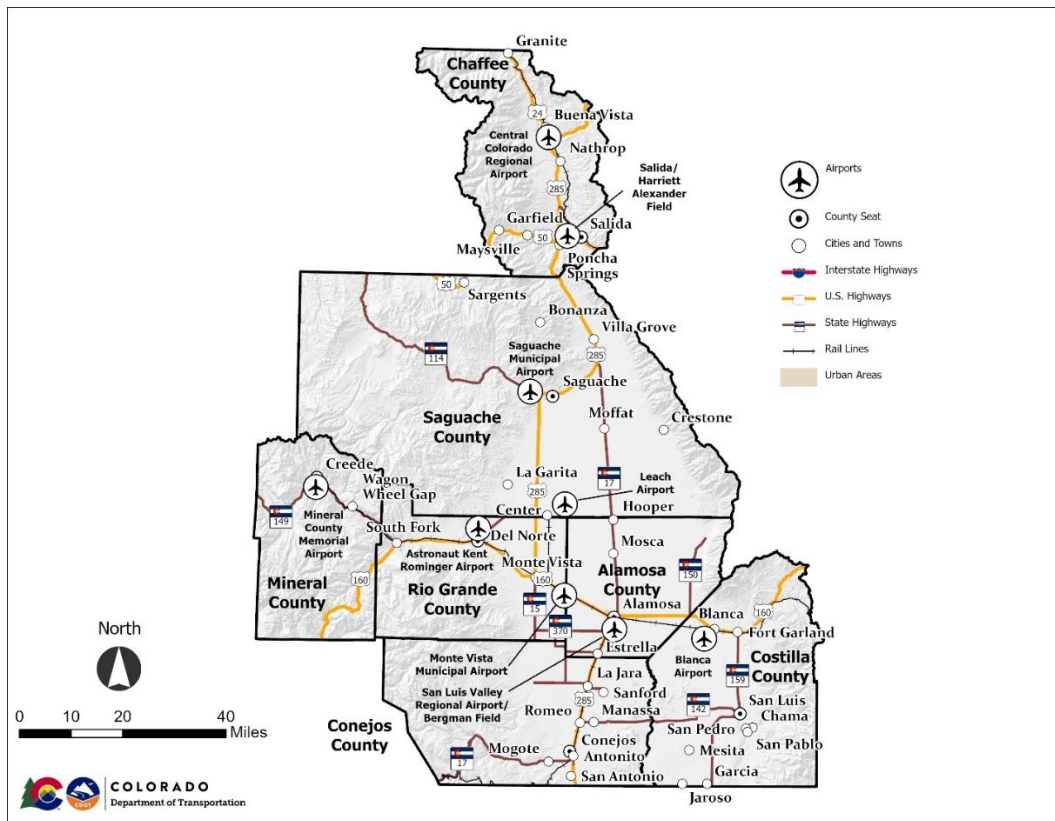 Granite
Chaffee
County
24
Buena Vista
Central
Colorado
Regional
Airport
Nathrop
285
Salida/
Harriett
Alexander
Field
Garfield
50
Salida
Maysville
Poncha
Springs
50
Sargents
Bonanza
Villa Grove
114
Saguache
Municipal
Airport
285
Saguache
Moffat
Crestone
Saguache
County
Creede
Wagon
Wheel Gap
La Garita
285
Leach
Airport
17
Hooper
149
Mineral
County
Memorial
Airport
South Fork
Center
Del Norte
Astronaut Kent
Rominger Airport
Mosca
Monte Vista
160
Mineral
County
160
Rio Grande
County
Alamosa
County
150
15
370
Alamosa
Blanca
160
Fort Garland
Estrella
Monte Vista
Municipal Airport
Blanca
Airport
Costilla
County
159
San Luis Valley
Regional Airport/
Bergman Field
La Jara
Sanford
285
Romeo
Manassa
142
San Luis
Chama
San Pedro
San Pablo
Conejos
County
17
Mogote
Conejos
Antonito
San Antonio
Mesita
Garcia
Jaroso
Airports
County Seat
Cities and Towns
Interstate Highways
U.S. Highways
State Highways
Rail Lines
Urban Areas
North
0 10 20 40
Miles
CDOT
COLORADO
Department of Transportation